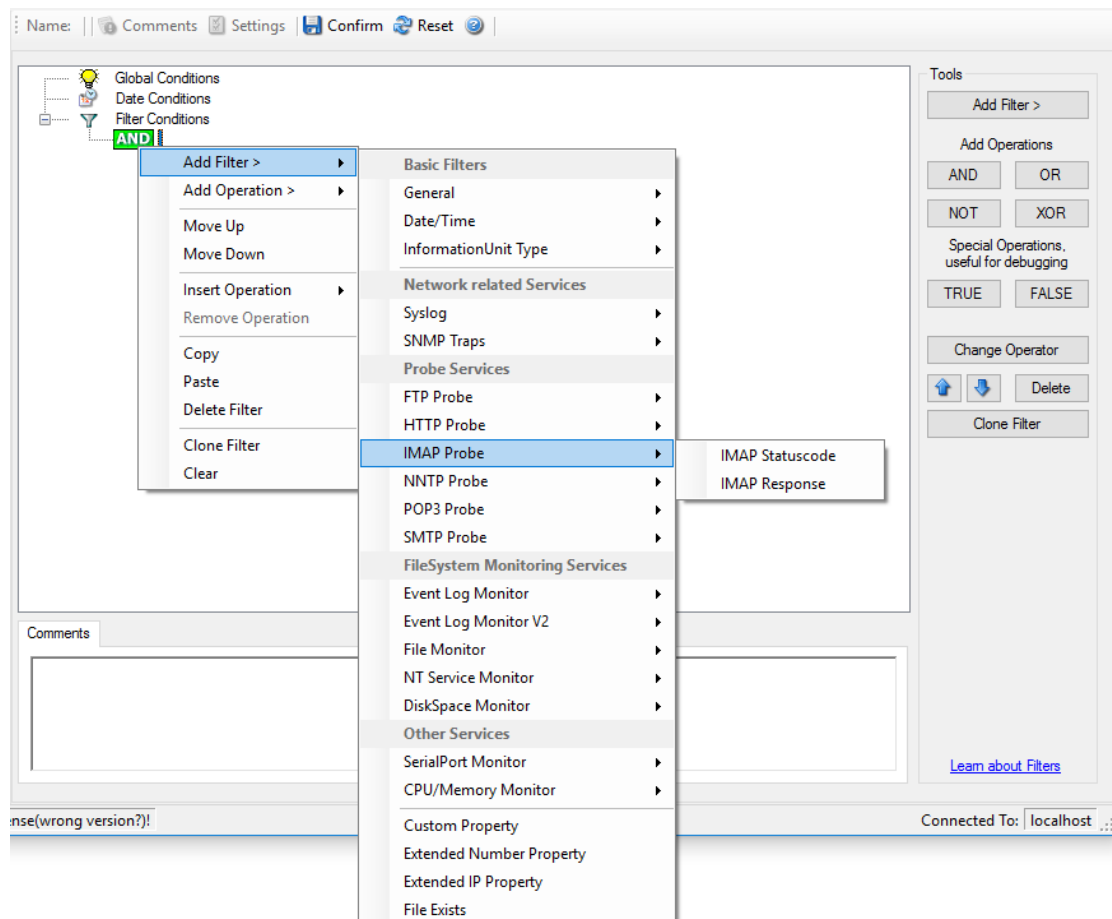 Name: Comments Settings Confirm Reset
Global Conditions
Date Conditions
Filter Conditions
AND
Add Filter >
Add Operation >
Move Up
Move Down
Insert Operation
Remove Operation
Copy
Paste
Delete Filter
Clone Filter
Clear
Basic Filters
General
Date/Time
InformationUnit Type
Network related Services
Syslog
SNMP Traps
Probe Services
FTP Probe
HTTP Probe
IMAP Probe
NNTP Probe
POP3 Probe
SMTP Probe
FileSystem Monitoring Services
Event Log Monitor
Event Log Monitor V2
File Monitor
NT Service Monitor
DiskSpace Monitor
Other Services
SerialPort Monitor
CPU/Memory Monitor
Custom Property
Extended Number Property
Extended IP Property
File Exists
IMAP Statuscode
IMAP Response
Tools
Add Filter >
Add Operations
AND OR
NOT XOR
Special Operations,
useful for debugging
TRUE FALSE
Change Operator
Delete
Clone Filter
Learn about Filters
Comments
ense(wrong version?)!
Connected To: localhost